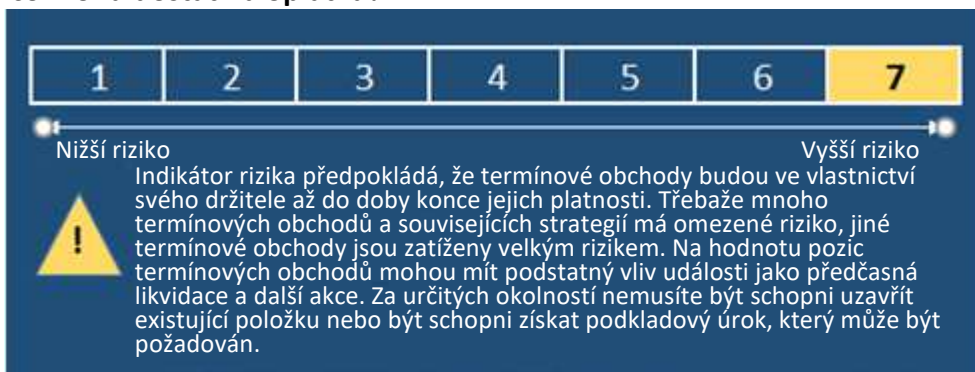 1 2 3 4 5 6 7
Nižší riziko Vyšší riziko
Indikátor rizika předpokládá, že termínové obchody budou ve vlastnictví
svého držitele až do doby konce jejich platnosti. Třebaže mnoho
termínových obchodů a souvisejících strategií má omezené riziko, jiné
! termínové obchody jsou zatíženy velkým rizikem. Na hodnotu pozic
termínových obchodů mohou mít podstatný vliv události jako předčasná
likvidace a další akce. Za určitých okolností nemusíte být schopni uzavřít
existující položku nebo být schopni získat podkladový úrok, který může být
požadován.